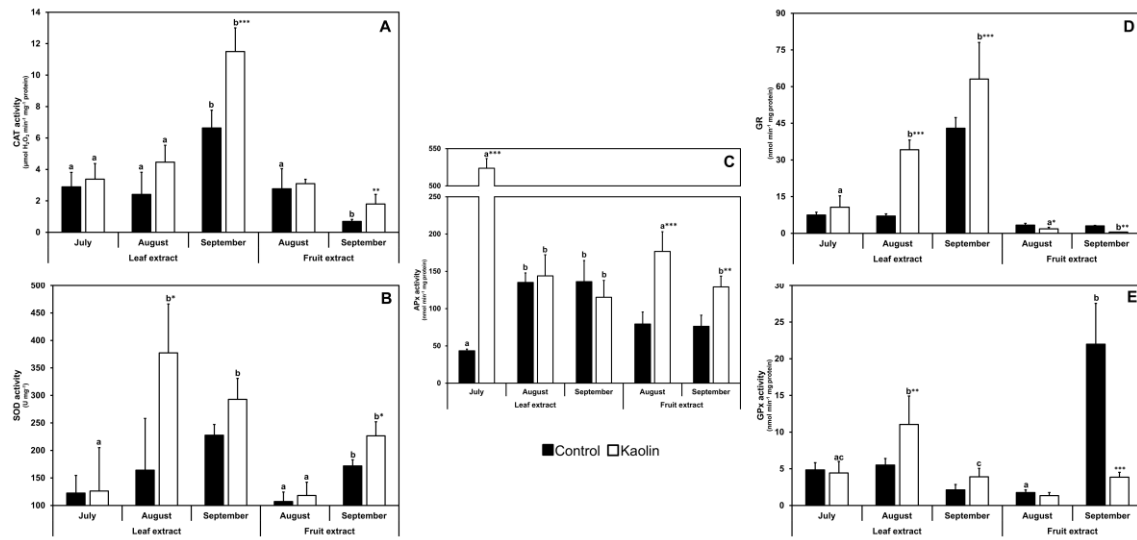 A
CAT activity
(µmol H₂O₂ min⁻¹ mg⁻¹ protein)
14
12
10
8
6
4
2
0
a
a
a
a
b
b***
a
b
**
July
August
September
August
September
Leaf extract
Fruit extract
B
SOD activity
(U mg⁻¹)
500
450
400
350
300
250
200
150
100
a
b*
b
a
a
b
b*
July
August
September
August
September
Leaf extract
Fruit extract
C
APx activity
(nmol min⁻¹ mg protein)
550
500
250
200
150
100
50
0
a
a***
b
b
b
b
a***
b**
July
August
September
August
September
Leaf extract
Fruit extract
Control
Kaolin
D
GR
(nmol min⁻¹ mg protein)
90
75
60
45
30
15
0
a
b***
b***
a*
b**
July
August
September
August
September
Leaf extract
Fruit extract
E
GPx activity
(nmol min⁻¹ mg protein)
30
25
20
15
10
5
0
ac
b**
c
a
b
***
July
August
September
August
September
Leaf extract
Fruit extract